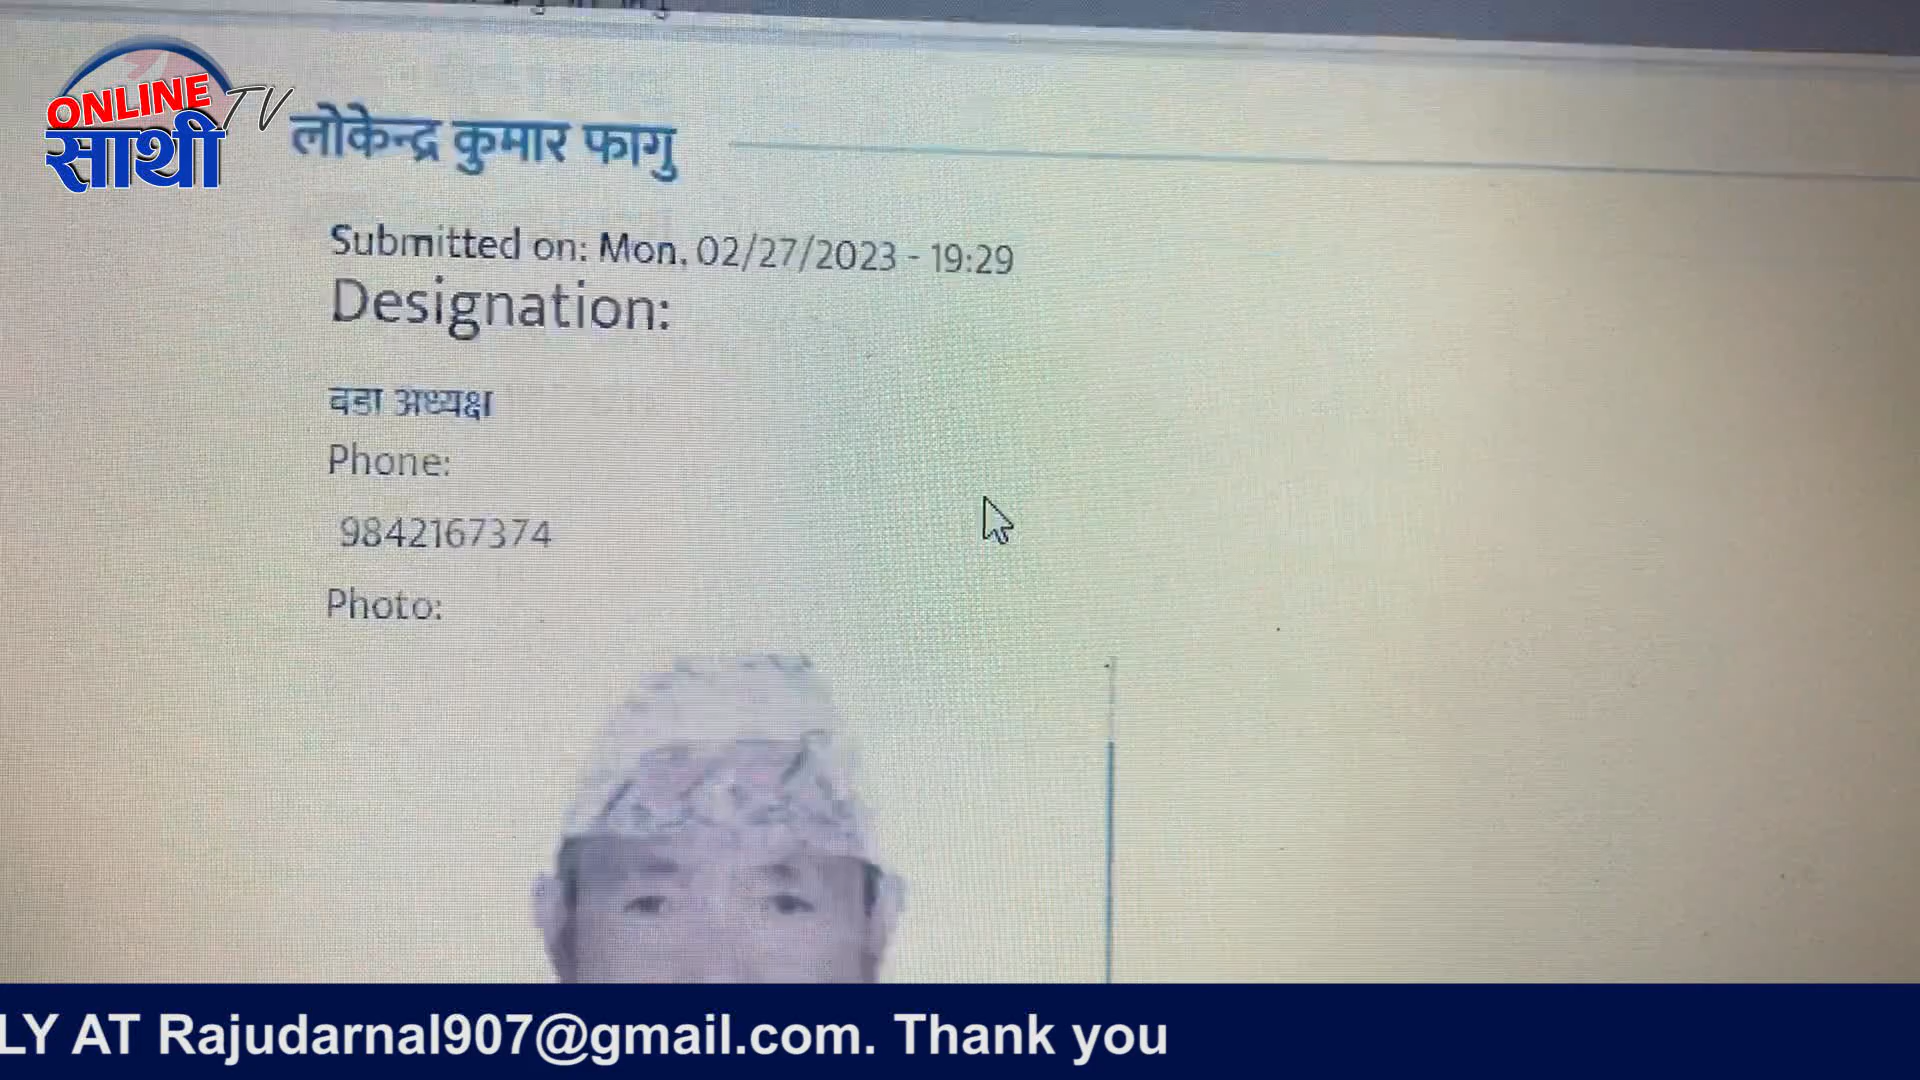 ONLINE TV
साथी
लोकेन्द्र कुमार फागु
Submitted on: Mon, 02/27/2023 - 19:29
Designation:
वडा अध्यक्ष
Phone:
9842167374
Photo:
LY AT Rajudarnal907@gmail.com. Thank you